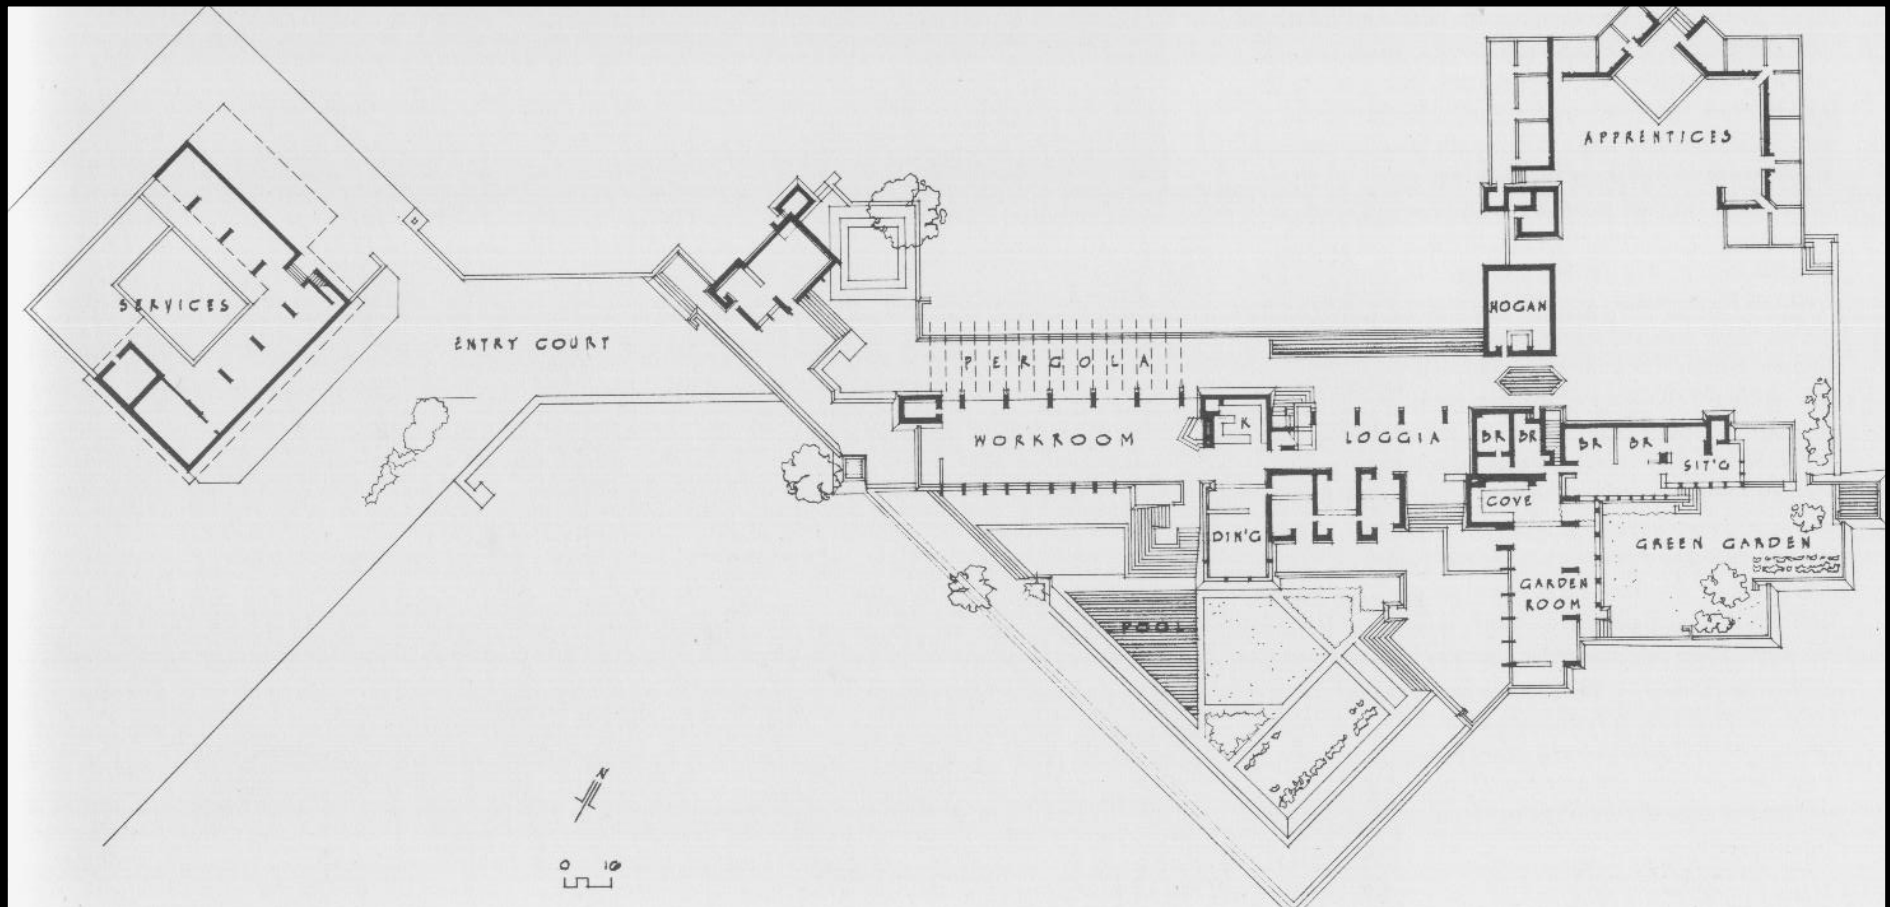 APPRENTICES
SERVICES
HOGAN
ENTRY COURT
PERGOLA
WORKROOM
K
LOGGIA
BR
BR
BR
BR
SIT'G
COVE
DIN'G
GREEN GARDEN
GARDEN
ROOM
POOL
N
0 16